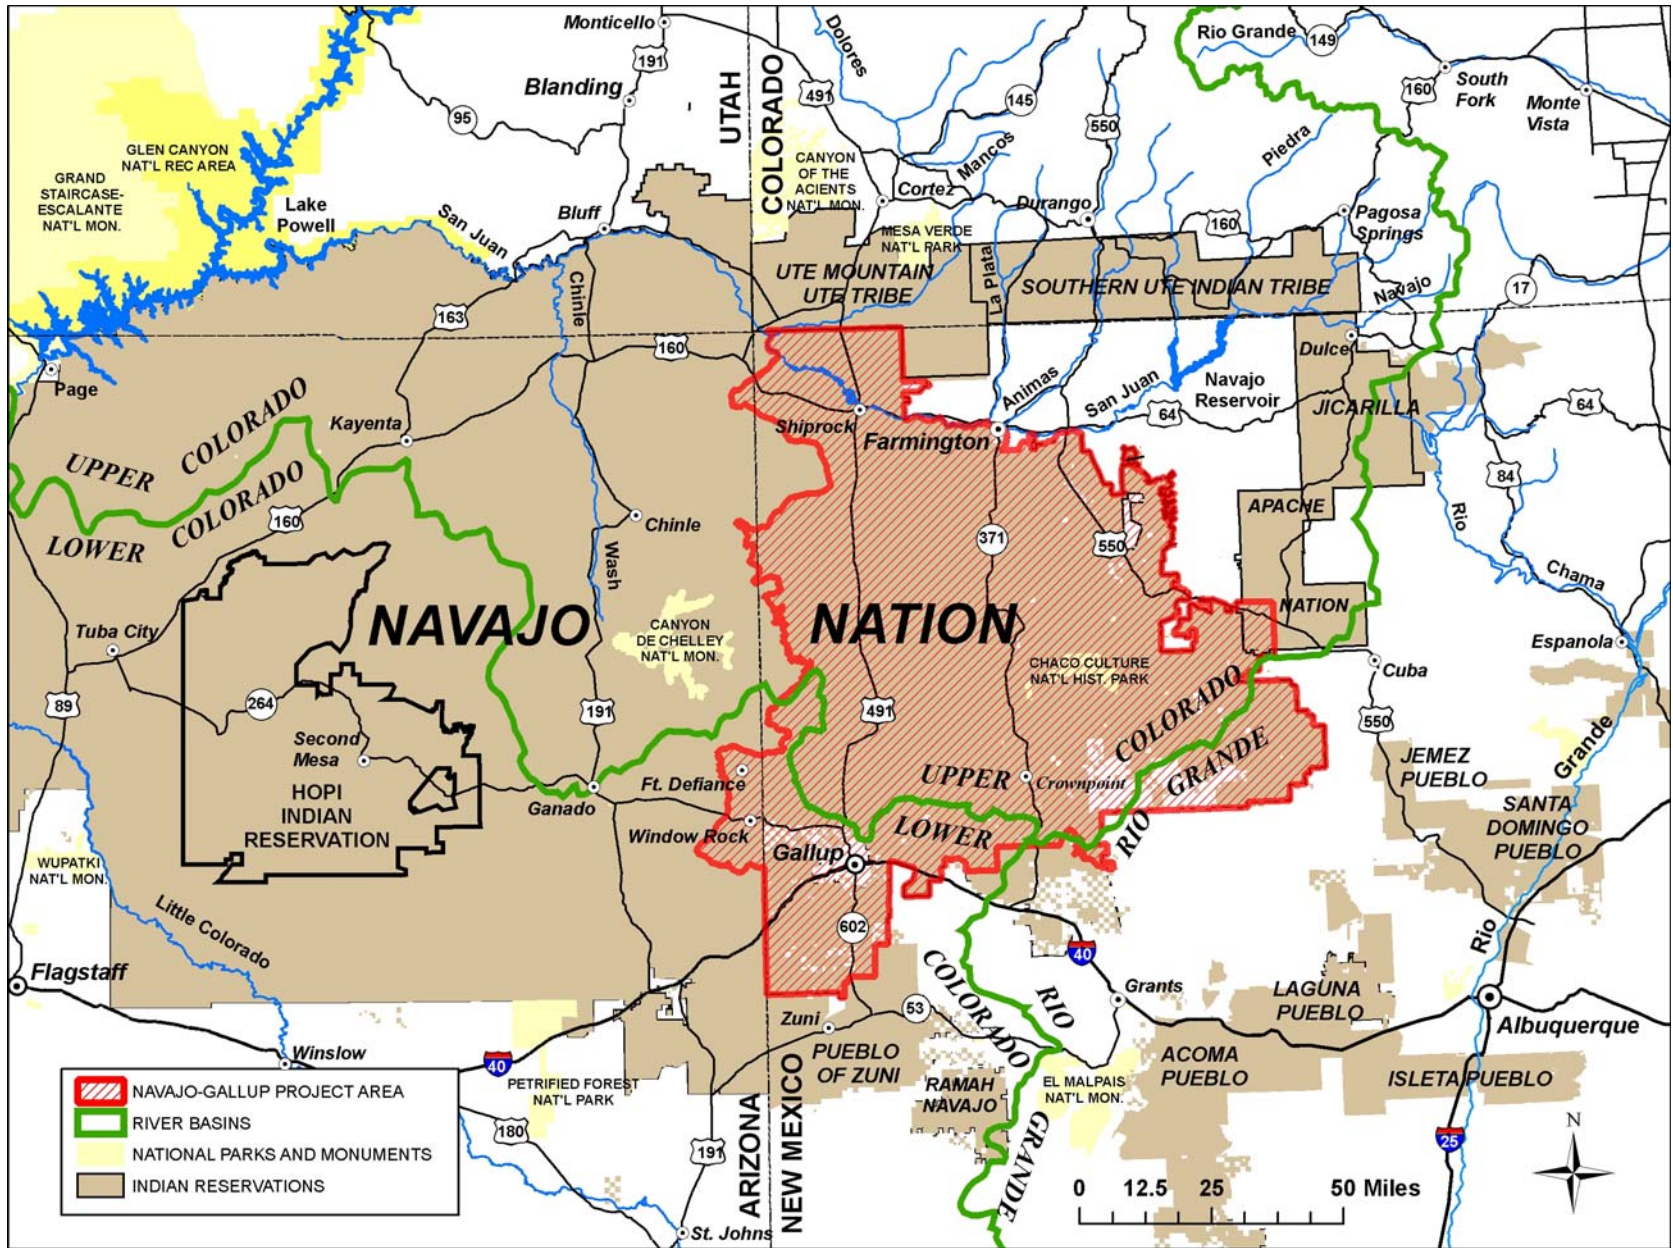 Monticello
191
Blanding
95
UTAH
COLORADO
Dolores
491
145
550
Rio Grande
149
160
South
Fork
Monte
Vista
GLEN CANYON
NAT'L REC AREA
GRAND
STAIRCASE-
ESCALANTE
NAT'L MON.
Lake
Powell
San Juan
Bluff
CANYON
OF THE
ACIENTS
NAT'L MON.
Cortez
Mancos
Durango
Piedra
160
Pagosa
Springs
MESA VERDE
NAT'L PARK
UTE MOUNTAIN
UTE TRIBE
La Plata
SOUTHERN UTE INDIAN TRIBE
Navajo
17
Chinle
163
160
Page
Kayenta
Shiprock
Farmington
Animas
San Juan
64
Navajo
Reservoir
Dulce
JICARILLA
64
84
UPPER COLORADO
LOWER COLORADO
160
Chinle
Wash
371
550
APACHE
NATION
Rio
Chama
NAVAJO
NATION
Tuba City
CANYON
DE CHELLEY
NAT'L MON.
CHACO CULTURE
NAT'L HIST. PARK
Espanola
Cuba
89
264
191
491
550
Second
Mesa
HOPI
INDIAN
RESERVATION
Ganado
Ft. Defiance
Window Rock
Gallup
UPPER COLORADO
Crownpoint
LOWER
RIO GRANDE
JEMEZ
PUEBLO
SANTA
DOMINGO
PUEBLO
Rio Grande
WUPATKI
NAT'L MON.
Little Colorado
Flagstaff
602
40
Grants
LAGUNA
PUEBLO
Albuquerque
COLORADO
RIO GRANDE
Zuni
53
Winslow
40
PETRIFIED FOREST
NAT'L PARK
PUEBLO
OF ZUNI
RAMAH
NAVAJO
EL MALPAIS
NAT'L MON.
ACOMA
PUEBLO
ISLETA PUEBLO
180
191
25
ARIZONA
NEW MEXICO
St. Johns
NAVAJO-GALLUP PROJECT AREA
RIVER BASINS
NATIONAL PARKS AND MONUMENTS
INDIAN RESERVATIONS
N
0 12.5 25 50 Miles